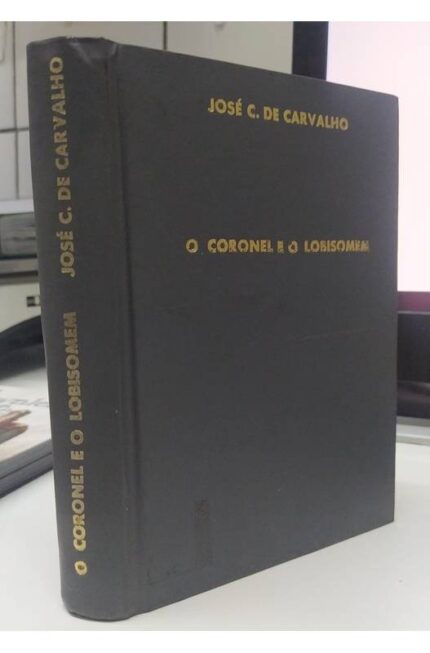 JOSÉ C. DE CARVALHO
O CORONEL E O LOBISOMEM
O CORONEL E O LOBISOMEM JOSÉ C. DE CARVALHO